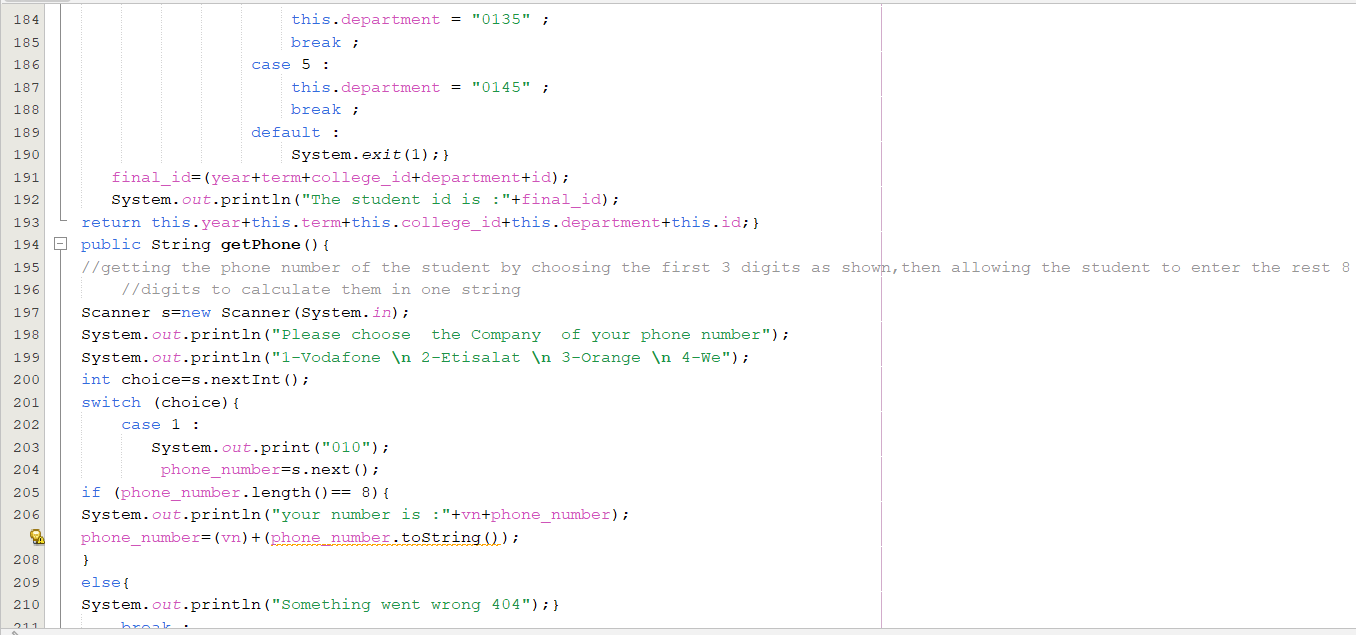 184 this.department = "0135" ;
185 break ;
186 case 5 :
187 this.department = "0145" ;
188 break ;
189 default :
190 System.exit(1);}
191 final_id=(year+term+college_id+department+id);
192 System.out.println("The student id is :"+final_id);
193 return this.year+this.term+this.college_id+this.department+this.id;}
194 public String getPhone(){
195 //getting the phone number of the student by choosing the first 3 digits as shown,then allowing the student to enter the rest 8
196 //digits to calculate them in one string
197 Scanner s=new Scanner(System.in);
198 System.out.println("Please choose  the Company  of your phone number");
199 System.out.println("1-Vodafone \n 2-Etisalat \n 3-Orange \n 4-We");
200 int choice=s.nextInt();
201 switch (choice){
202 case 1 :
203 System.out.print("010");
204 phone_number=s.next();
205 if (phone_number.length()== 8){
206 System.out.println("your number is :"+vn+phone_number);
phone_number=(vn)+(phone_number.toString());
208 }
209 else{
210 System.out.println("Something went wrong 404");}
211 break ;